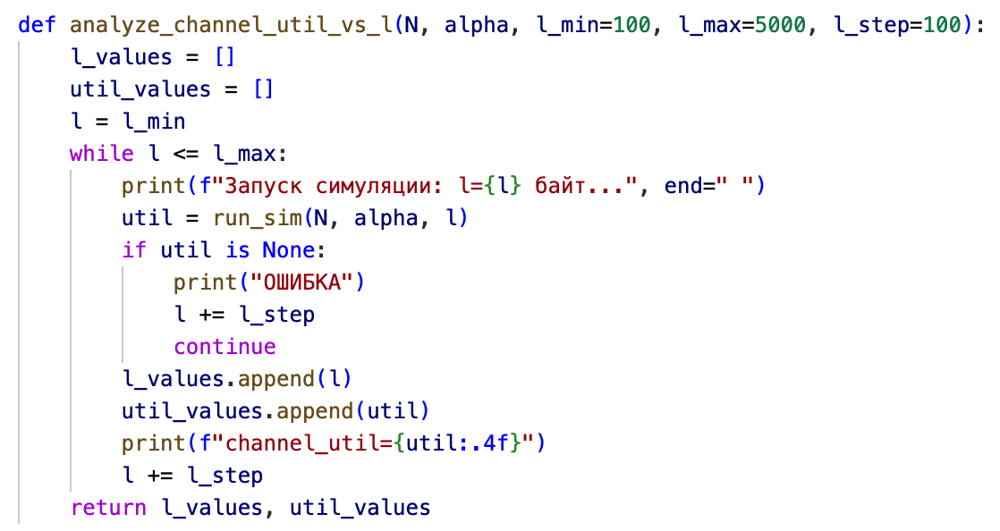 def analyze_channel_util_vs_l(N, alpha, l_min=100, l_max=5000, l_step=100):
    l_values = []
    util_values = []
    l = l_min
    while l <= l_max:
        print(f"Запуск симуляции: l={l} байт...", end=" ")
        util = run_sim(N, alpha, l)
        if util is None:
            print("ОШИБКА")
            l += l_step
            continue
        l_values.append(l)
        util_values.append(util)
        print(f"channel_util={util:.4f}")
        l += l_step
    return l_values, util_values